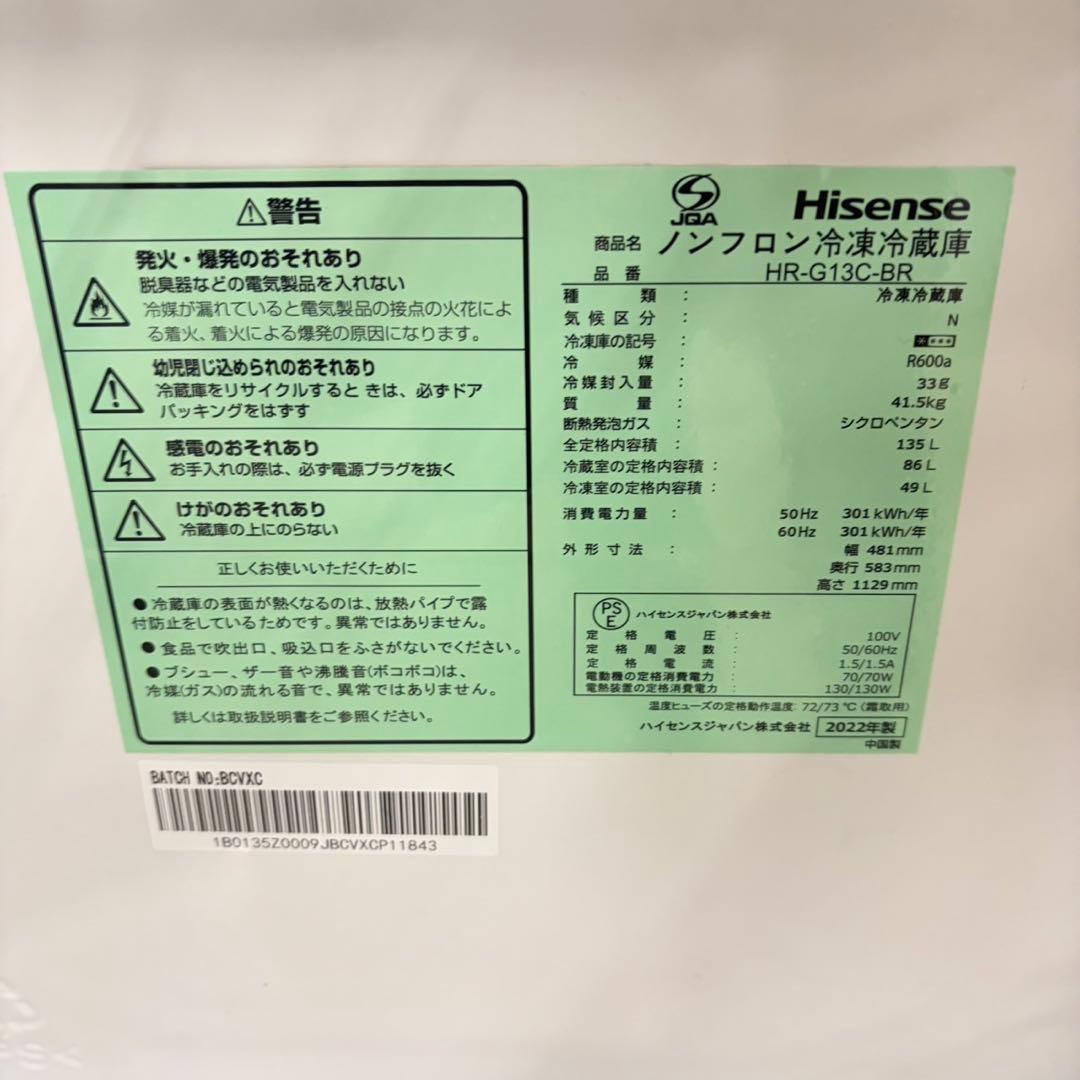 ⚠警告
発火・爆発のおそれあり
脱臭器などの電気製品を入れない
冷媒が漏れていると電気製品の接点の火花によ
る着火、着火による爆発の原因になります。
幼児閉じ込められのおそれあり
冷蔵庫をリサイクルするときは、必ずドア
パッキングをはずす
感電のおそれあり
お手入れの際は、必ず電源プラグを抜く
けがのおそれあり
冷蔵庫の上にのらない
正しくお使いいただくために
●冷蔵庫の表面が熱くなるのは、放熱パイプで露
付防止をしているためです。異常ではありません。
●食品で吹出口、吸込口をふさがないでください。
●ブシュー、ザー音や沸騰音(ボコボコ)は、
冷媒(ガス)の流れる音で、異常ではありません。
詳しくは取扱説明書をご参照ください。
JQA
Hisense
商品名 ノンフロン冷凍冷蔵庫
品番 HR-G13C-BR
種類 : 冷凍冷蔵庫
気候区分 : N
冷凍庫の記号 :
冷媒 : R600a
冷媒封入量 : 33g
質量 : 41.5kg
断熱発泡ガス : シクロペンタン
全定格内容積 : 135L
冷蔵室の定格内容積 : 86L
冷凍室の定格内容積 : 49L
消費電力量 : 50Hz 301kWh/年
60Hz 301kWh/年
外形寸法 : 幅 481mm
奥行 583mm
高さ 1129mm
PS
E ハイセンスジャパン株式会社
定格電圧 : 100V
定格周波数 : 50/60Hz
定格電流 : 1.5/1.5A
電動機の定格消費電力 : 70/70W
電熱装置の定格消費電力 : 130/130W
温度ヒューズの定格動作温度: 72/73℃(霜取用)
ハイセンスジャパン株式会社 2022年製
中国製
BATCH NO:BCVXC
1B0135Z0009JBCVXCP11843